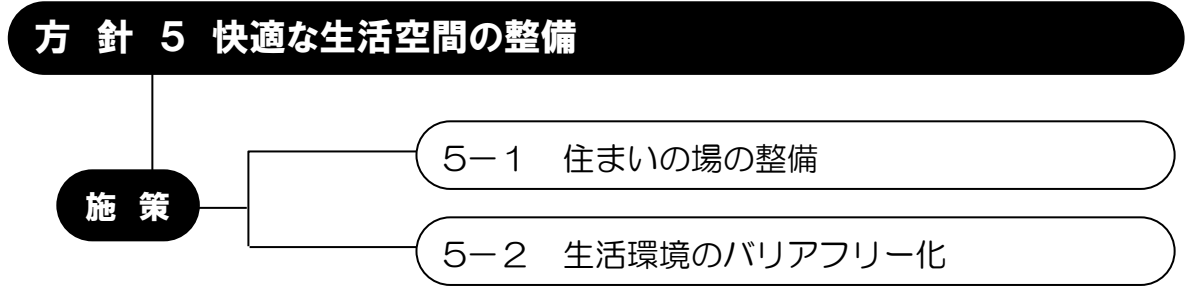 方 針 ５ 快適な生活空間の整備
５－１ 住まいの場の整備
施 策
５－２ 生活環境のバリアフリー化